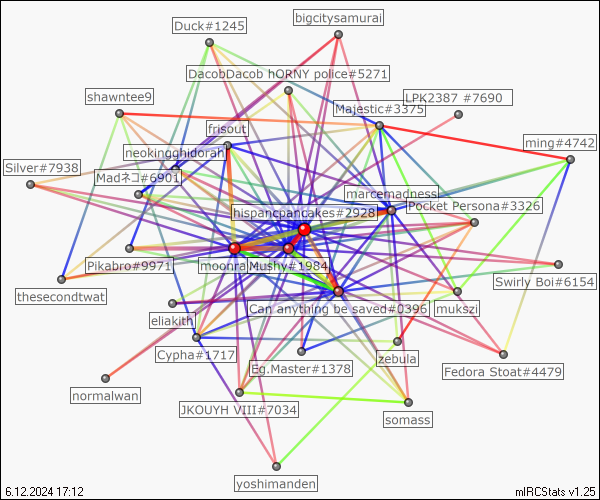 bigcitysamurai
Duck#1245
DacobDacob hORNY police#5271
shawntee9
LPK2387 #7690
Majestic#3375
frisout
ming#4742
neokingghidorah
Silver#7938
Madネコ#6901
marcemadness
Pocket Persona#3326
hispancpancakes#2928
Pikabro#9971
moonra
Mushy#1984
Swirly Boi#6154
thesecondtwat
Can anything be saved#0396
mukszi
eliakith
Cypha#1717
zebula
Eg.Master#1378
Fedora Stoat#4479
normalwan
JKOUYH VIII#7034
somass
yoshimanden
6.12.2024 17:12
mIRCStats v1.25